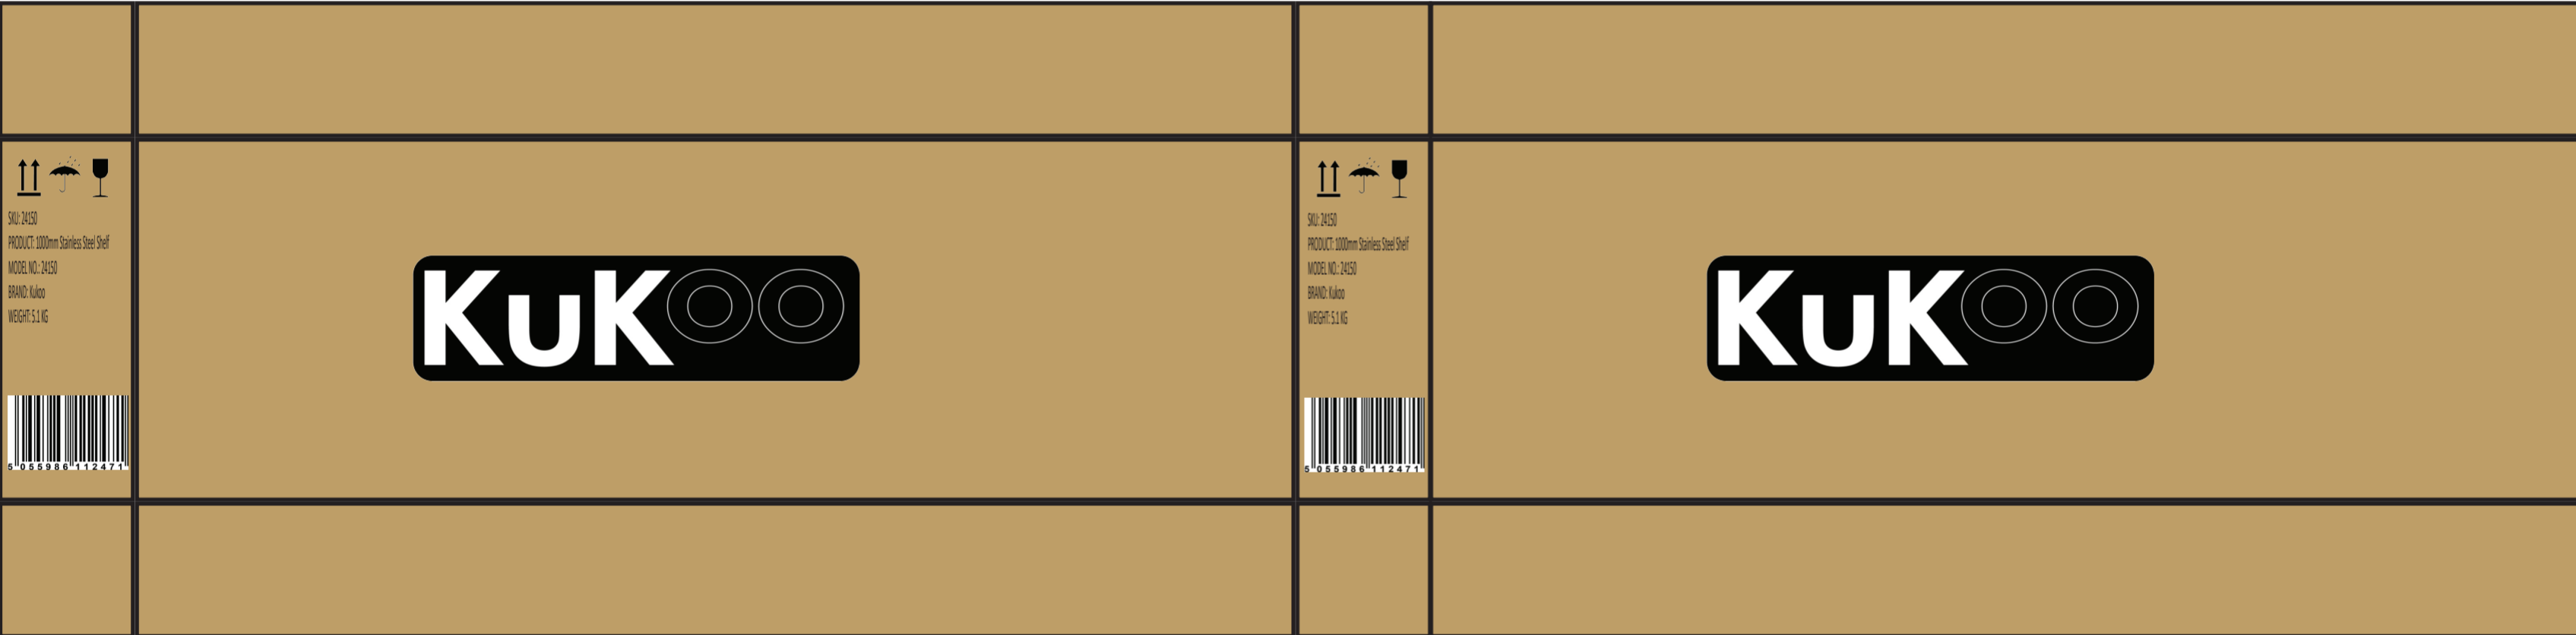 SKU: 24150
PRODUCT: 1000mm Stainless Steel Shelf
MODEL NO.: 24150
BRAND: Kukoo
WEIGHT: 5.1 KG
5 055986 112471
KuKOO
SKU: 24150
PRODUCT: 1000mm Stainless Steel Shelf
MODEL NO.: 24150
BRAND: Kukoo
WEIGHT: 5.1 KG
5 055986 112471
KuKOO